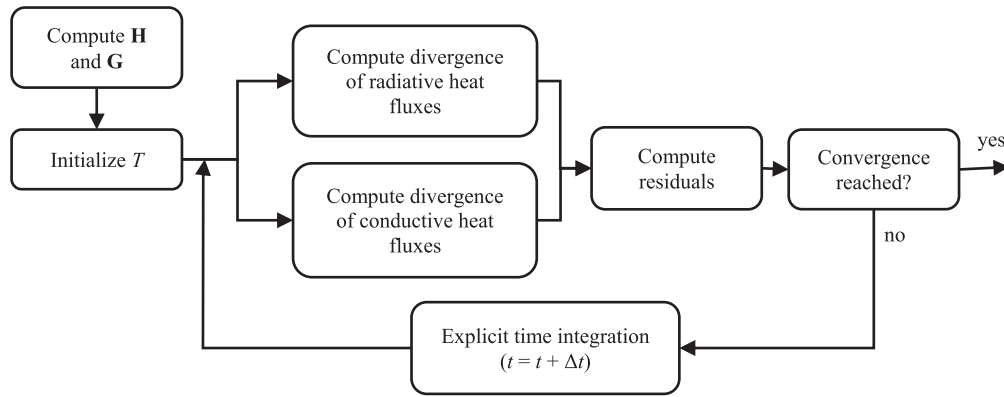 Compute H
and G
Initialize T
Compute divergence
of radiative heat
fluxes
Compute divergence
of conductive heat
fluxes
Compute
residuals
Convergence
reached?
yes
no
Explicit time integration
(t = t + Δt)